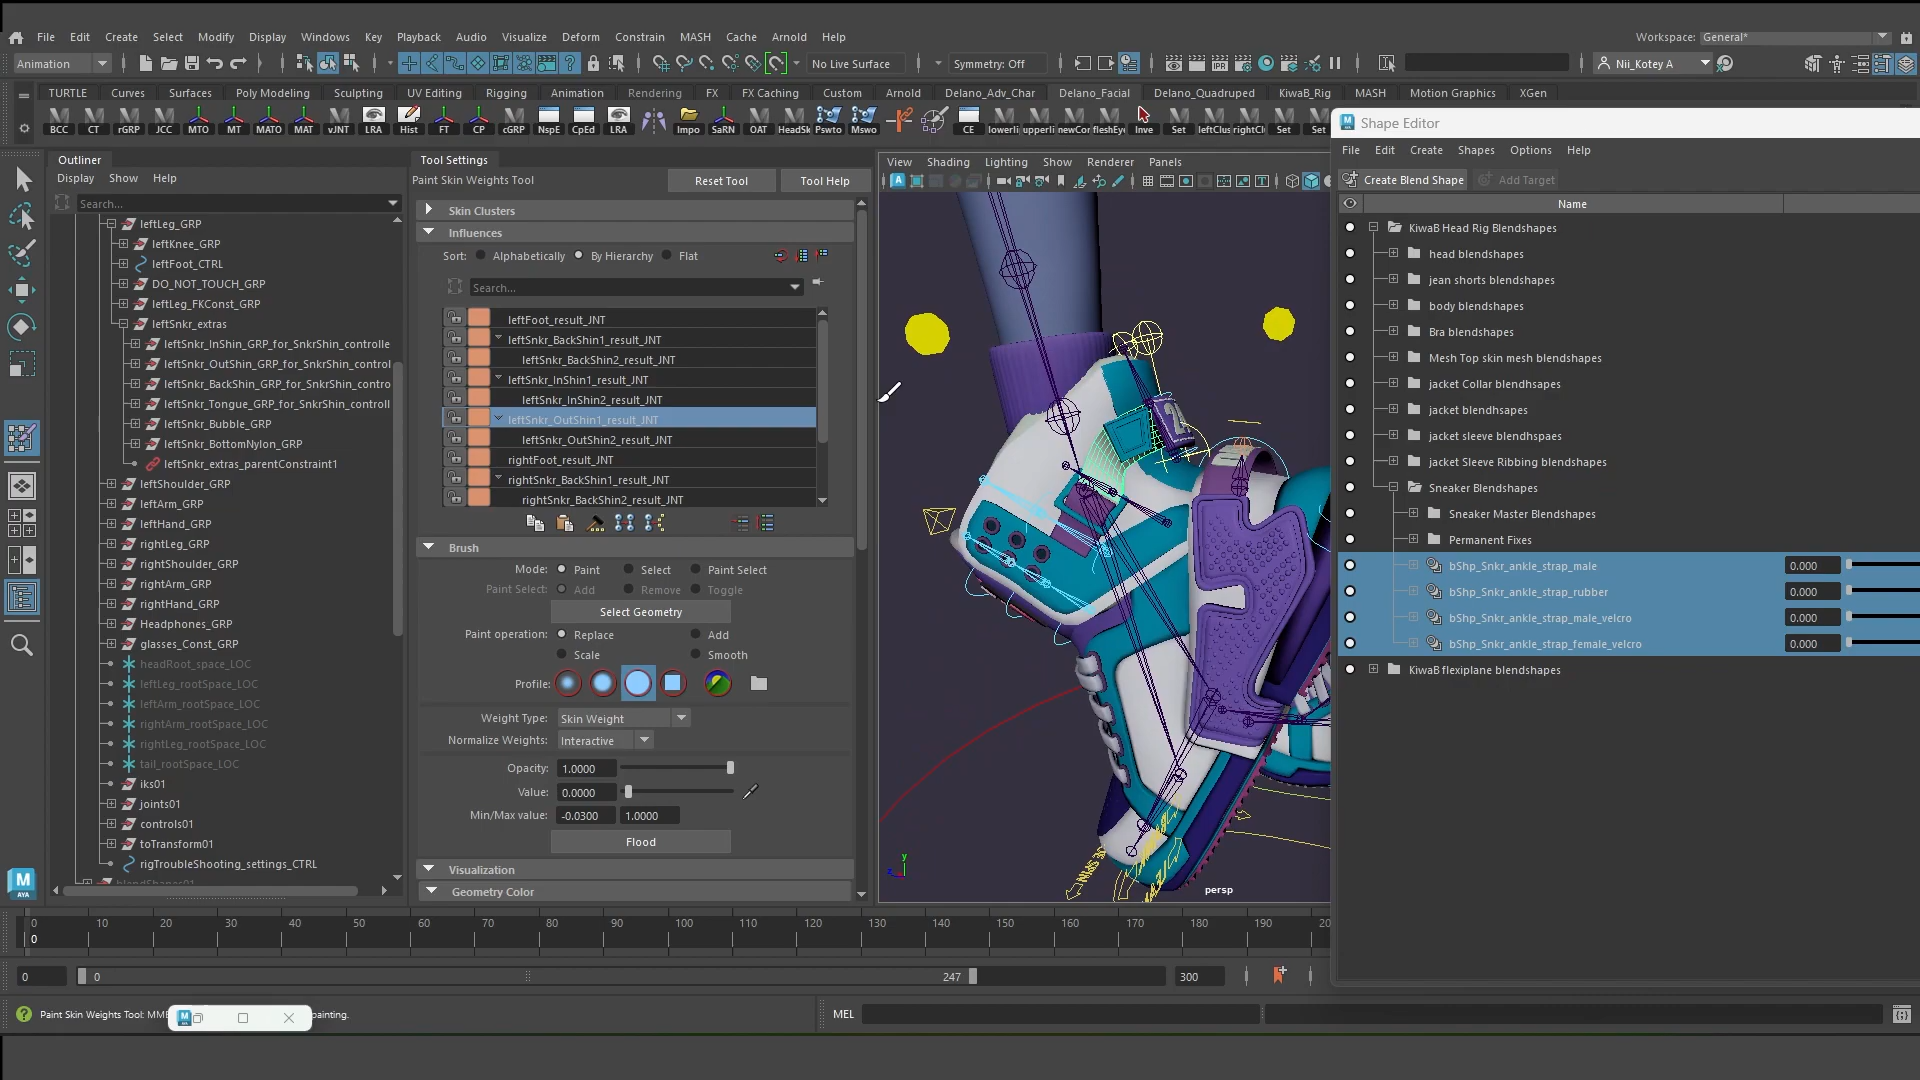 File Edit Create Select Modify Display Windows Key Playback Audio Visualize Deform Constrain MASH Cache Arnold Help
Workspace: General*
Animation
No Live Surface
Symmetry: Off
Nii_Kotey A
TURTLE Curves Surfaces Poly Modeling Sculpting UV Editing Rigging Animation Rendering FX FX Caching Custom Arnold Delano_Adv_Char Delano_Facial Delano_Quadruped KiwaB_Rig MASH Motion Graphics XGen
BCC CT rGRP JCC MTO MT MATO MAT vJNT LRA Hist FT CP cGRP NspE CpEd LRA Impo SaRN OAT HeadSk Pswto Mswo CE lowerli upperli newCor fleshEye Inve Set leftClus rightCl Set Set
Shape Editor
File Edit Create Shapes Options Help
Create Blend Shape
Add Target
Name
KiwaB Head Rig Blendshapes
head blendshapes
jean shorts blendshapes
body blendshapes
Bra blendshapes
Mesh Top skin mesh blendshapes
jacket Collar blendhsapes
jacket blendhsapes
jacket sleeve blendhspaes
jacket Sleeve Ribbing blendhsapes
Sneaker Blendshapes
Sneaker Master Blendshapes
Permanent Fixes
bShp_Snkr_ankle_strap_male 0.000
bShp_Snkr_ankle_strap_rubber 0.000
bShp_Snkr_ankle_strap_male_velcro 0.000
bShp_Snkr_ankle_strap_female_velcro 0.000
KiwaB flexiplane blendshapes
Outliner
Display Show Help
Search...
leftLeg_GRP
leftKnee_GRP
leftFoot_CTRL
DO_NOT_TOUCH_GRP
leftLeg_FKConst_GRP
leftSnkr_extras
leftSnkr_InShin_GRP_for_SnkrShin_controlle
leftSnkr_OutShin_GRP_for_SnkrShin_control
leftSnkr_BackShin_GRP_for_SnkrShin_contro
leftSnkr_Tongue_GRP_for_SnkrShin_controll
leftSnkr_Bubble_GRP
leftSnkr_BottomNylon_GRP
leftSnkr_extras_parentConstraint1
leftShoulder_GRP
leftArm_GRP
leftHand_GRP
rightLeg_GRP
rightShoulder_GRP
rightArm_GRP
rightHand_GRP
Headphones_GRP
glasses_Const_GRP
headRoot_space_LOC
leftLeg_rootSpace_LOC
leftArm_rootSpace_LOC
rightArm_rootSpace_LOC
rightLeg_rootSpace_LOC
tail_rootSpace_LOC
iks01
joints01
controls01
toTransform01
rigTroubleShooting_settings_CTRL
Tool Settings
Paint Skin Weights Tool
Reset Tool
Tool Help
Skin Clusters
Influences
Sort: Alphabetically By Hierarchy Flat
Search...
leftFoot_result_JNT
leftSnkr_BackShin1_result_JNT
leftSnkr_BackShin2_result_JNT
leftSnkr_InShin1_result_JNT
leftSnkr_InShin2_result_JNT
leftSnkr_OutShin1_result_JNT
leftSnkr_OutShin2_result_JNT
rightFoot_result_JNT
rightSnkr_BackShin1_result_JNT
rightSnkr_BackShin2_result_JNT
Brush
Mode: Paint Select Paint Select
Paint Select: Add Remove Toggle
Select Geometry
Paint operation: Replace Add
Scale Smooth
Profile:
Weight Type: Skin Weight
Normalize Weights: Interactive
Opacity: 1.0000
Value: 0.0000
Min/Max value: -0.0300 1.0000
Flood
Visualization
Geometry Color
View Shading Lighting Show Renderer Panels
y
persp
0 10 20 30 40 50 60 70 80 90 100 110 120 130 140 150 160 170 180 190 20
0
0 0 247 300
Paint Skin Weights Tool: MM
painting.
MEL